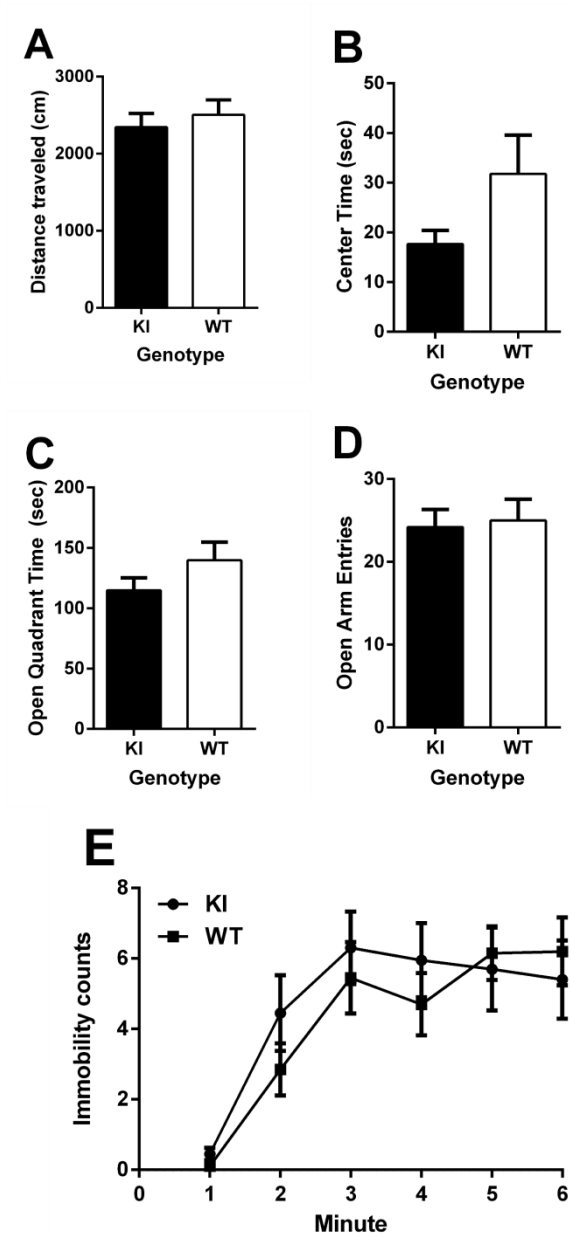 A
Distance traveled (cm)
3000
2000
1000
0
KI
WT
Genotype
B
Center Time (sec)
50
40
30
20
10
0
KI
WT
Genotype
C
Open Quadrant Time (sec)
200
150
100
50
0
KI
WT
Genotype
D
Open Arm Entries
30
20
10
0
KI
WT
Genotype
E
Immobility counts
8
6
4
2
0
KI
WT
0 1 2 3 4 5 6
Minute